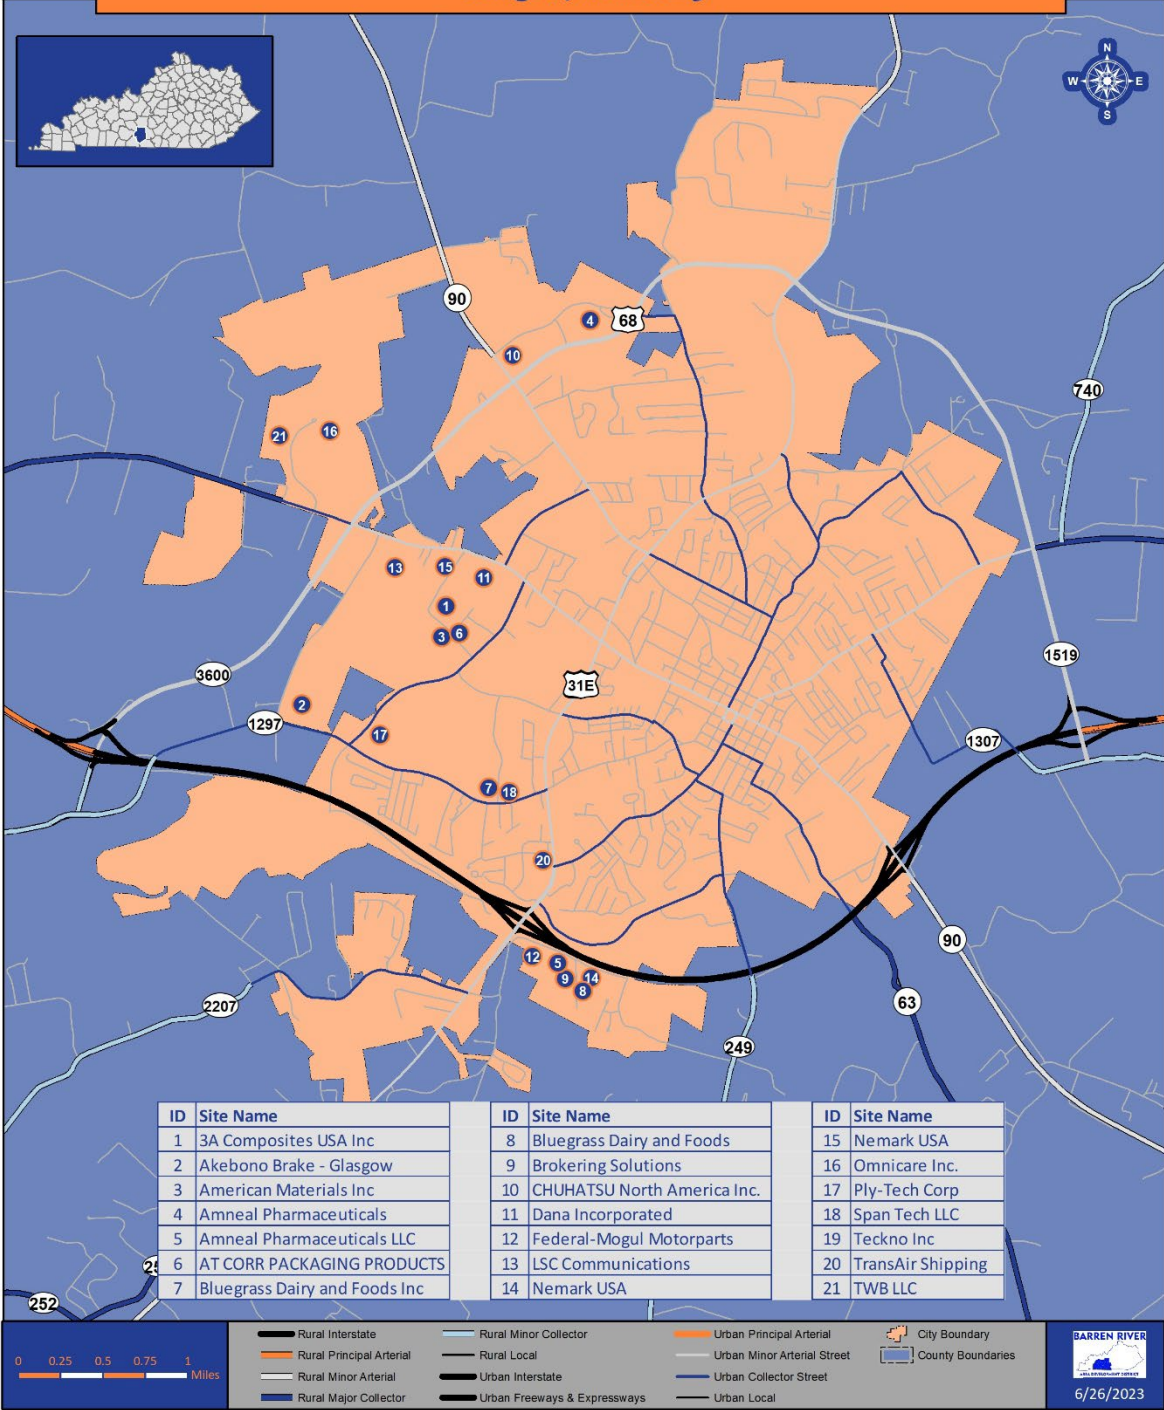 N
W E
S
90
68
4
10
740
21
16
13
15
11
1
3
6
3600
31E
1519
2
1297
17
1307
7
18
20
12
5
9
14
8
90
2207
63
249
ID Site Name
1 3A Composites USA Inc
2 Akebono Brake - Glasgow
3 American Materials Inc
4 Amneal Pharmaceuticals
5 Amneal Pharmaceuticals LLC
6 AT CORR PACKAGING PRODUCTS
7 Bluegrass Dairy and Foods Inc
ID Site Name
8 Bluegrass Dairy and Foods
9 Brokering Solutions
10 CHUHATSU North America Inc.
11 Dana Incorporated
12 Federal-Mogul Motorparts
13 LSC Communications
14 Nemark USA
ID Site Name
15 Nemark USA
16 Omnicare Inc.
17 Ply-Tech Corp
18 Span Tech LLC
19 Teckno Inc
20 TransAir Shipping
21 TWB LLC
252
0 0.25 0.5 0.75 1
Miles
Rural Interstate
Rural Principal Arterial
Rural Minor Arterial
Rural Major Collector
Rural Minor Collector
Rural Local
Urban Interstate
Urban Freeways & Expressways
Urban Principal Arterial
Urban Minor Arterial Street
Urban Collector Street
Urban Local
City Boundary
County Boundaries
BARREN RIVER
AREA DEVELOPMENT DISTRICT
6/26/2023